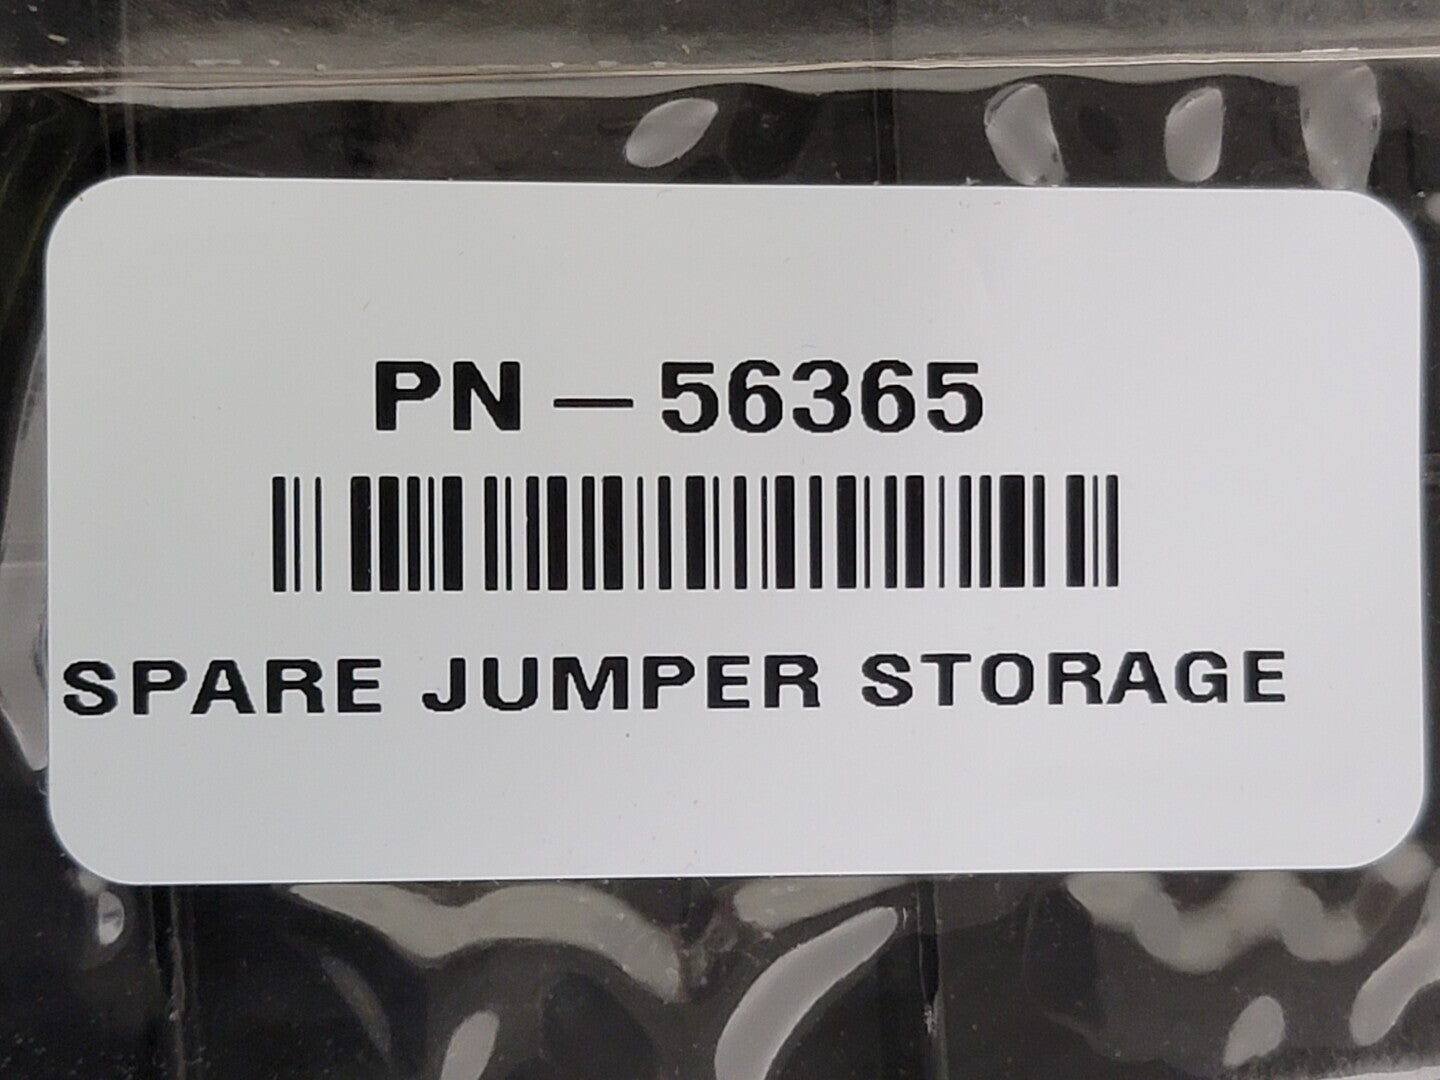 PN – 56365
SPARE JUMPER STORAGE